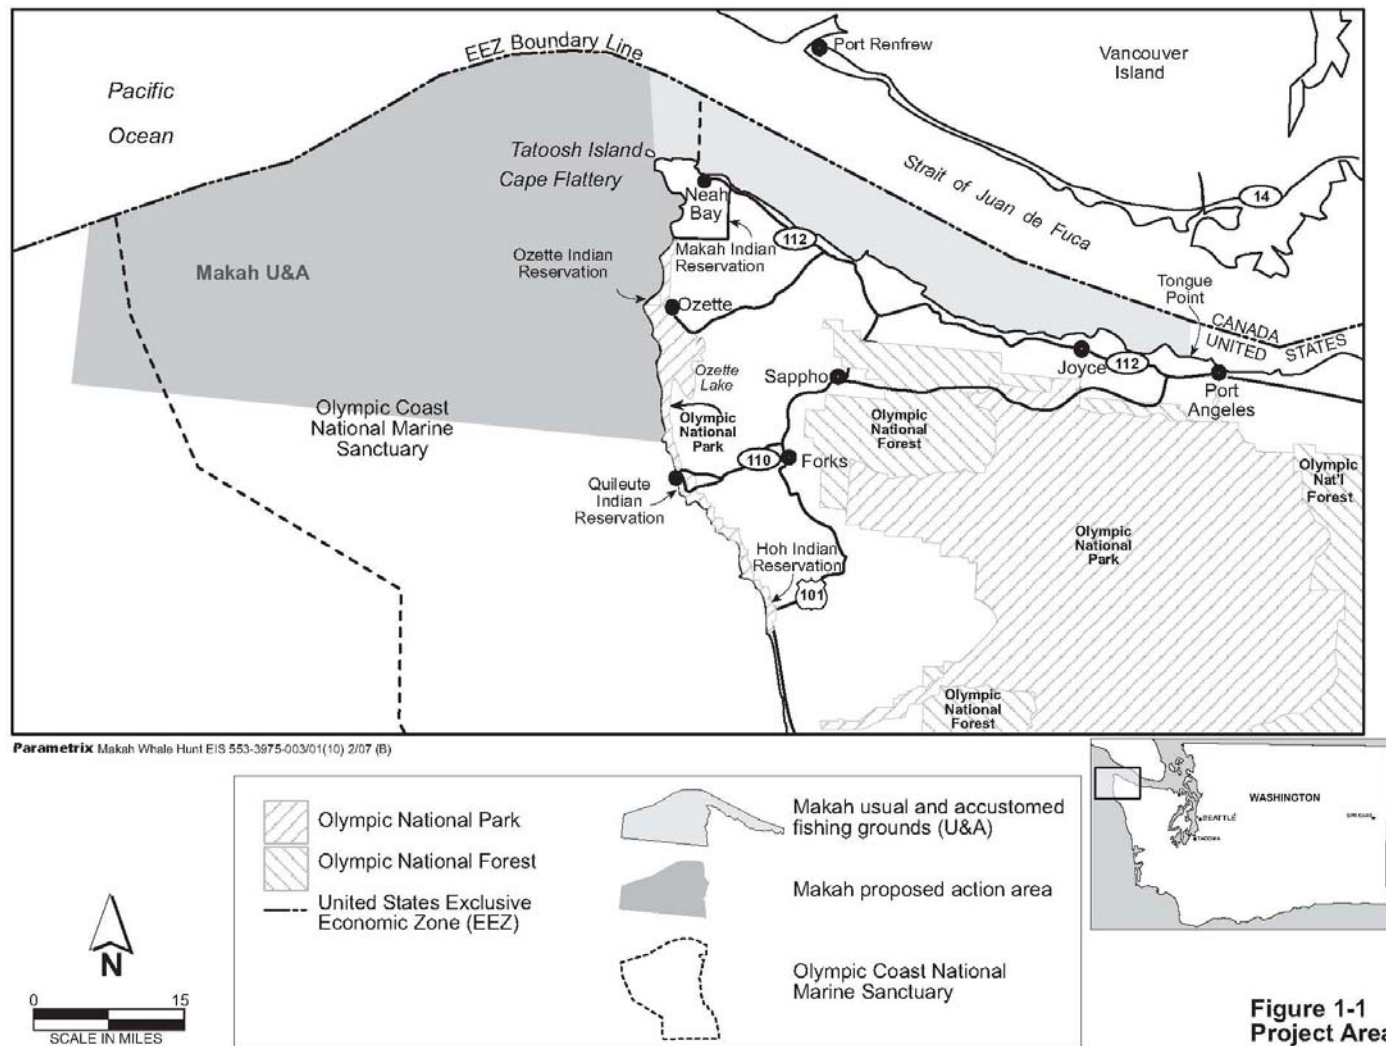 EEZ Boundary Line
Port Renfrew
Vancouver
Island
Pacific
Ocean
Tatoosh Island
Cape Flattery
Strait of Juan de Fuca
14
Neah
Bay
112
Makah Indian
Reservation
Ozette Indian
Reservation
Makah U&A
Tongue
Point
Ozette
CANADA
UNITED STATES
Joyce
112
Port
Angeles
Ozette
Lake
Sappho
Olympic Coast
National Marine
Sanctuary
Olympic
National
Park
Olympic
National
Forest
110
Forks
Olympic
Nat'l
Forest
Quileute
Indian
Reservation
Olympic
National
Park
Hoh Indian
Reservation
101
Olympic
National
Forest
Parametrix Makah Whale Hunt EIS 553-3975-003/01(10) 2/07 (B)
Olympic National Park
Olympic National Forest
United States Exclusive
Economic Zone (EEZ)
Makah usual and accustomed
fishing grounds (U&A)
Makah proposed action area
Olympic Coast National
Marine Sanctuary
WASHINGTON
SEATTLE
TACOMA
SPOKANE
N
0 15
SCALE IN MILES
Figure 1-1
Project Area